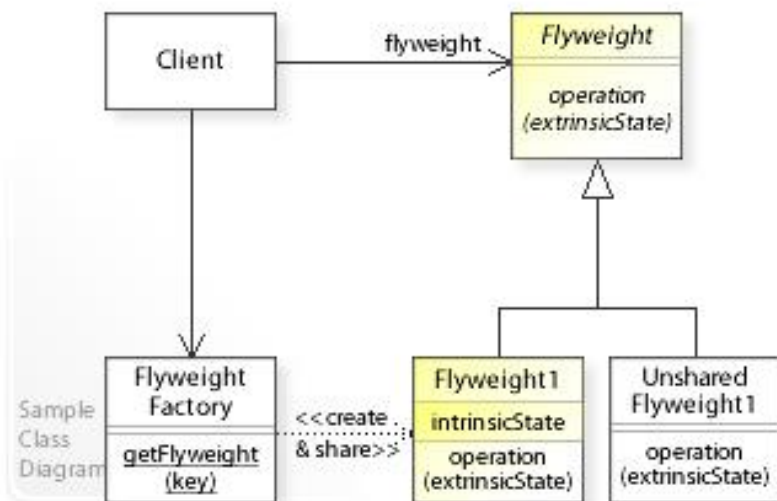 Client
flyweight
Flyweight
operation
(extrinsicState)
Flyweight
Factory
getFlyweight
(key)
<<create
& share>>
Flyweight1
intrinsicState
operation
(extrinsicState)
Unshared
Flyweight1
operation
(extrinsicState)
Sample
Class
Diagram